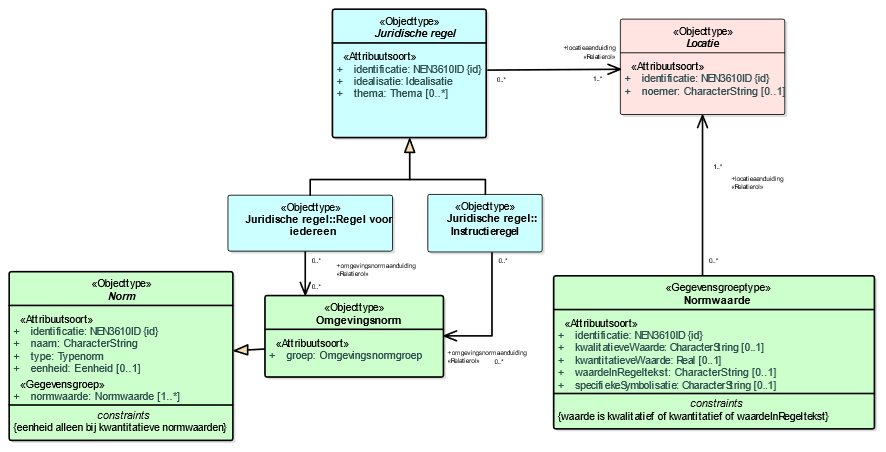 «Objecttype»
Juridische regel
«Attribuutsoort»
+ identificatie: NEN3610ID {id}
+ idealisatie: Idealisatie
+ thema: Thema [0..*]
+locatieaanduiding
«Relatierol»
0..*
1..*
«Objecttype»
Locatie
«Attribuutsoort»
+ identificatie: NEN3610ID {id}
+ noemer: CharacterString [0..1]
1..*
+locatieaanduiding
«Relatierol»
0..*
«Objecttype»
Juridische regel::Regel voor
iedereen
«Objecttype»
Juridische regel::
Instructieregel
0..*
+omgevingsnormaanduiding
«Relatierol»
0..*
0..*
+omgevingsnormaanduiding
«Relatierol»
0..*
«Objecttype»
Norm
«Attribuutsoort»
+ identificatie: NEN3610ID {id}
+ naam: CharacterString
+ type: Typenorm
+ eenheid: Eenheid [0..1]
«Gegevensgroep»
+ normwaarde: Normwaarde [1..*]
constraints
{eenheid alleen bij kwantitatieve normwaarden}
«Objecttype»
Omgevingsnorm
«Attribuutsoort»
+ groep: Omgevingsnormgroep
«Gegevensgroeptype»
Normwaarde
«Attribuutsoort»
+ identificatie: NEN3610ID {id}
+ kwalitatieveWaarde: CharacterString [0..1]
+ kwantitatieveWaarde: Real [0..1]
+ waardeInRegeltekst: CharacterString [0..1]
+ specifiekeSymbolisatie: CharacterString [0..1]
constraints
{waarde is kwalitatief of kwantitatief of waardeInRegeltekst}